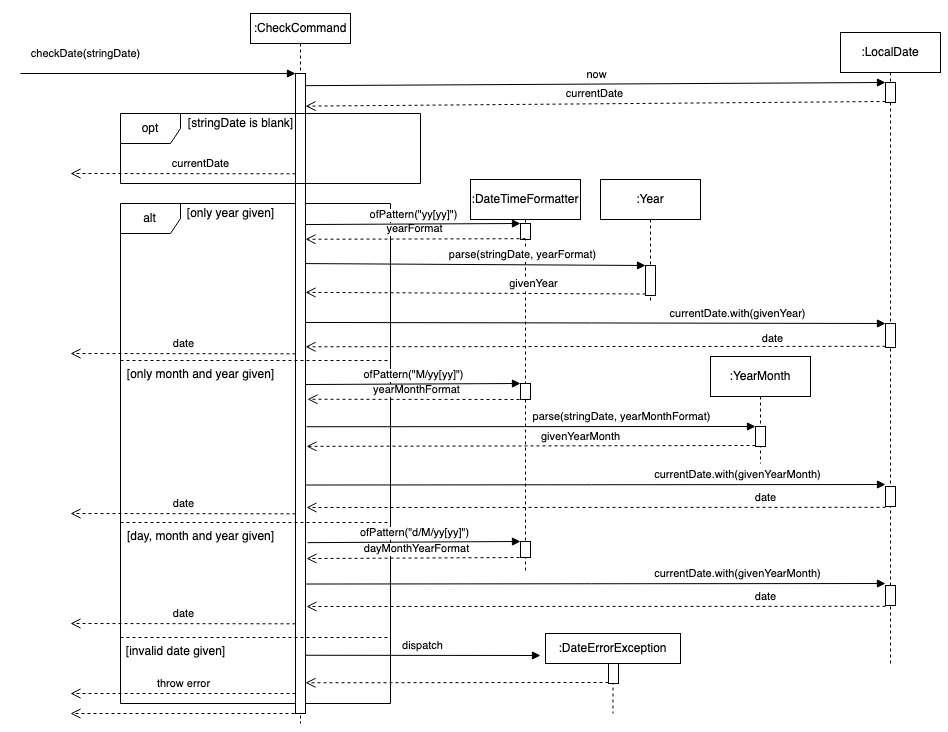 :CheckCommand
:LocalDate
checkDate(stringDate)
now
currentDate
opt
[stringDate is blank]
currentDate
:DateTimeFormatter
:Year
alt
[only year given]
ofPattern("yy[yy]")
yearFormat
parse(stringDate, yearFormat)
givenYear
currentDate.with(givenYear)
date
date
[only month and year given]
ofPattern("M/yy[yy]")
yearMonthFormat
:YearMonth
parse(stringDate, yearMonthFormat)
givenYearMonth
currentDate.with(givenYearMonth)
date
date
[day, month and year given]
ofPattern("d/M/yy[yy]")
dayMonthYearFormat
currentDate.with(givenYearMonth)
date
date
[invalid date given]
dispatch
:DateErrorException
throw error